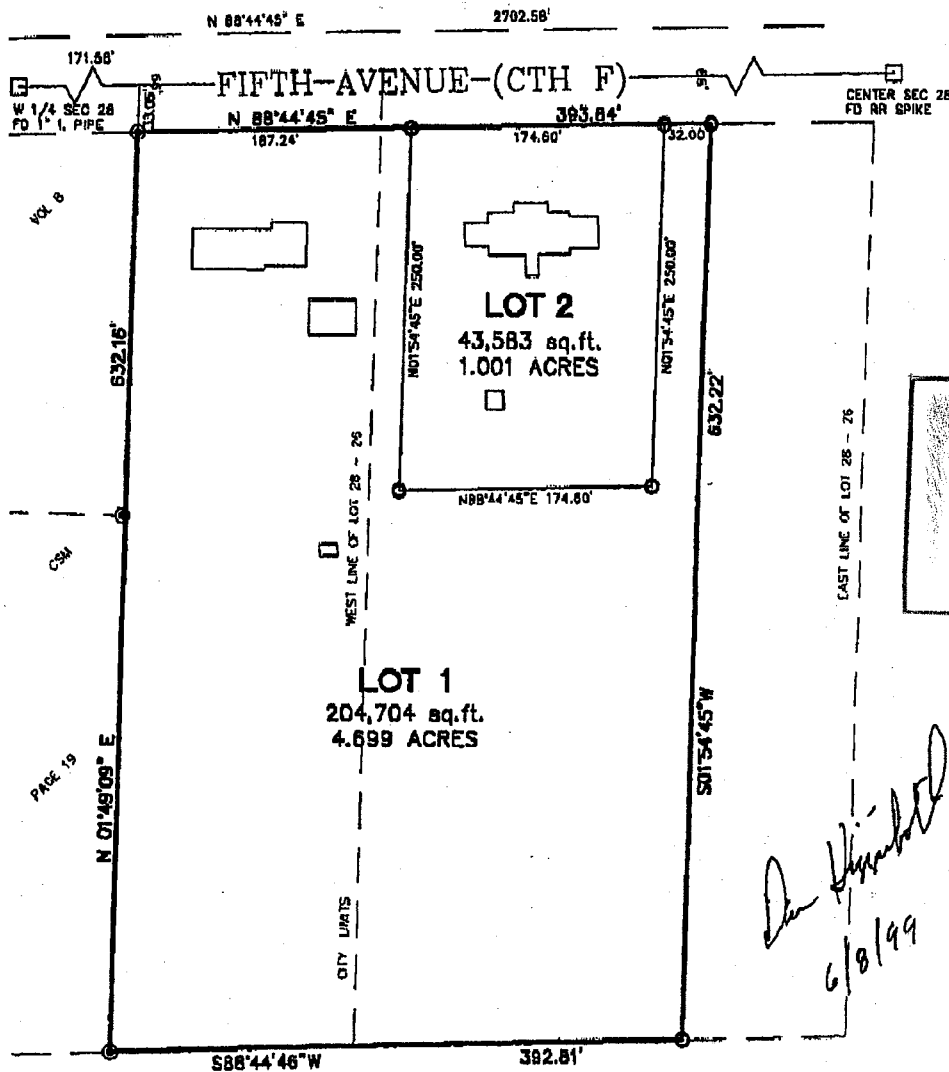 N 88°44'45" E 2702.58'
171.58'
FIFTH-AVENUE-(CTH F)
W 1/4 SEC 28
FD 1" I. PIPE
CENTER SEC 28
FD RR SPIKE
33.05'
N 88°44'45" E 393.84'
187.24' 174.60' 32.00'
VOL 8
N01°54'45"E 250.00'
N01°54'45"E 250.00'
LOT 2
43,583 sq.ft.
1.001 ACRES
632.16'
632.22'
WEST LINE OF LOT 28 - 26
EAST LINE OF LOT 28 - 26
N88°44'45"E 174.60'
CSM
LOT 1
204,704 sq.ft.
4.699 ACRES
PAGE 19
N 01°49'09" E
S01°54'45"W
CITY LIMITS
6/8/99
S88°44'46"W 392.81'